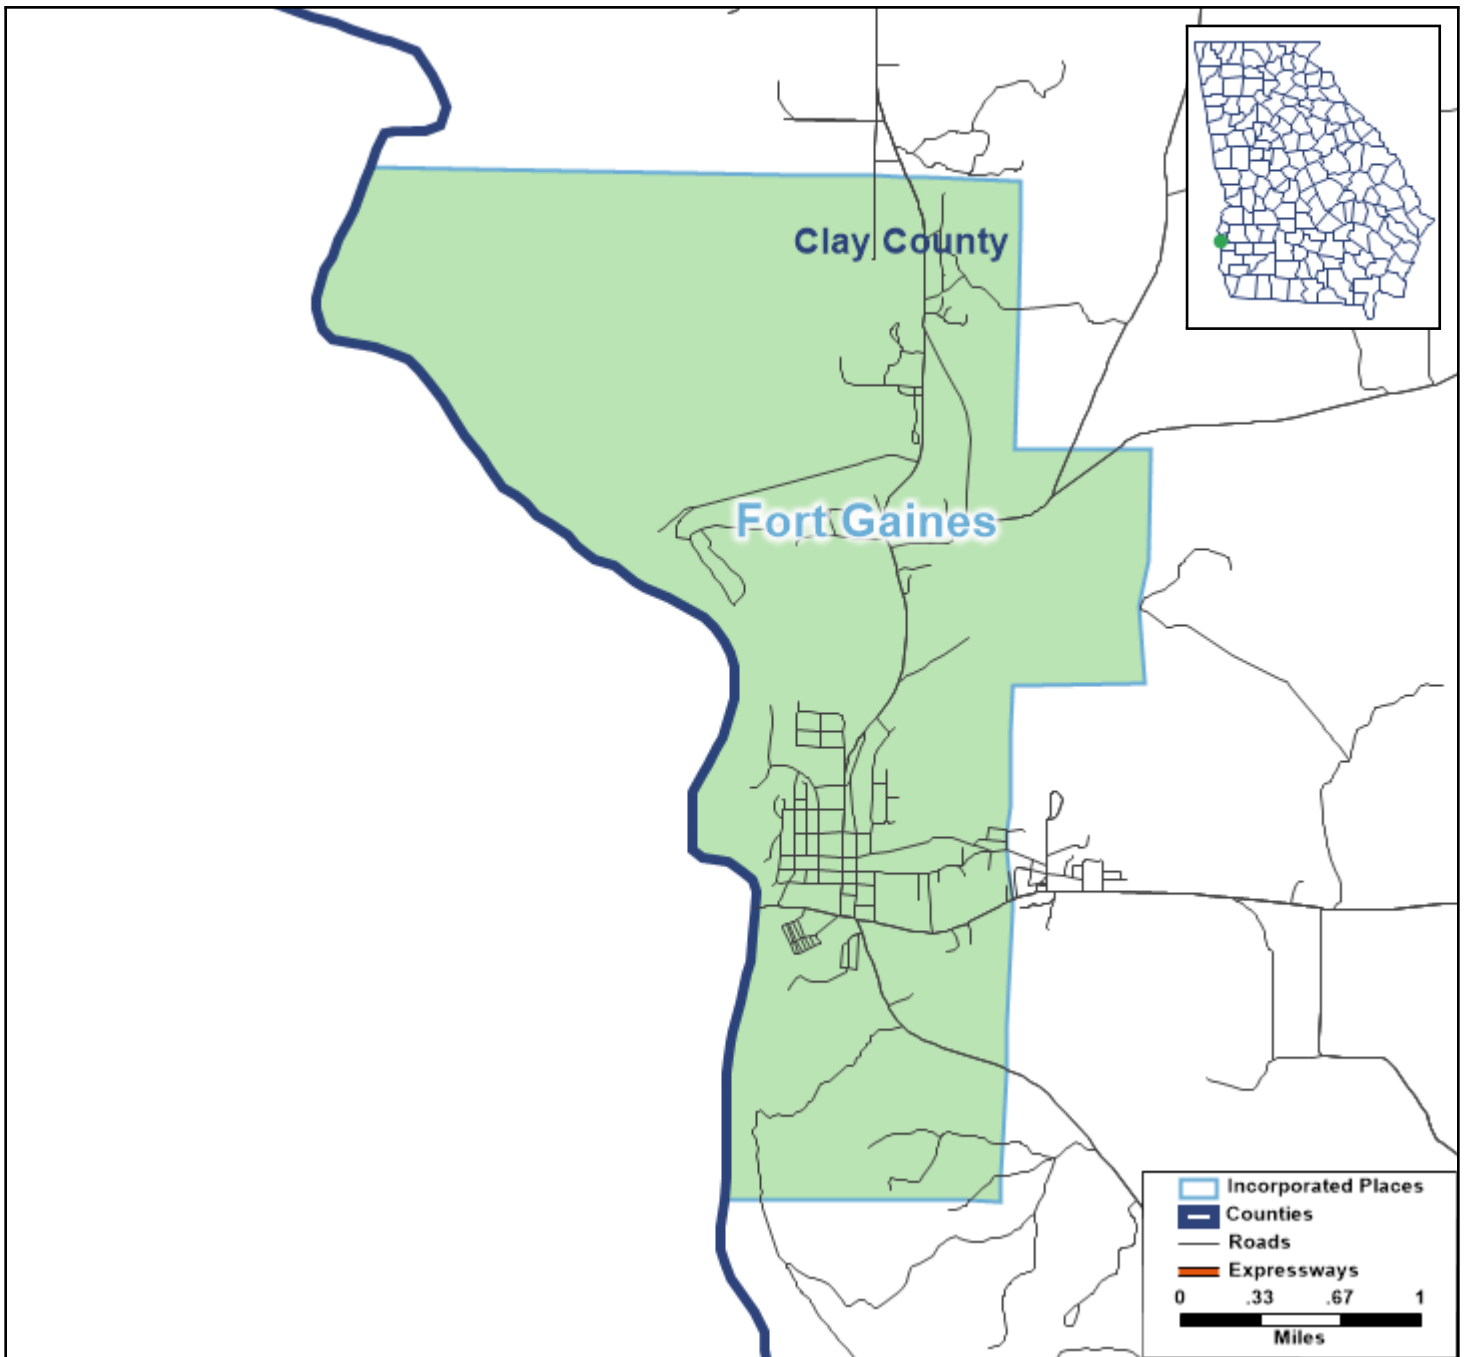 Clay County
Fort Gaines
Incorporated Places
Counties
Roads
Expressways
0 .33 .67 1
Miles